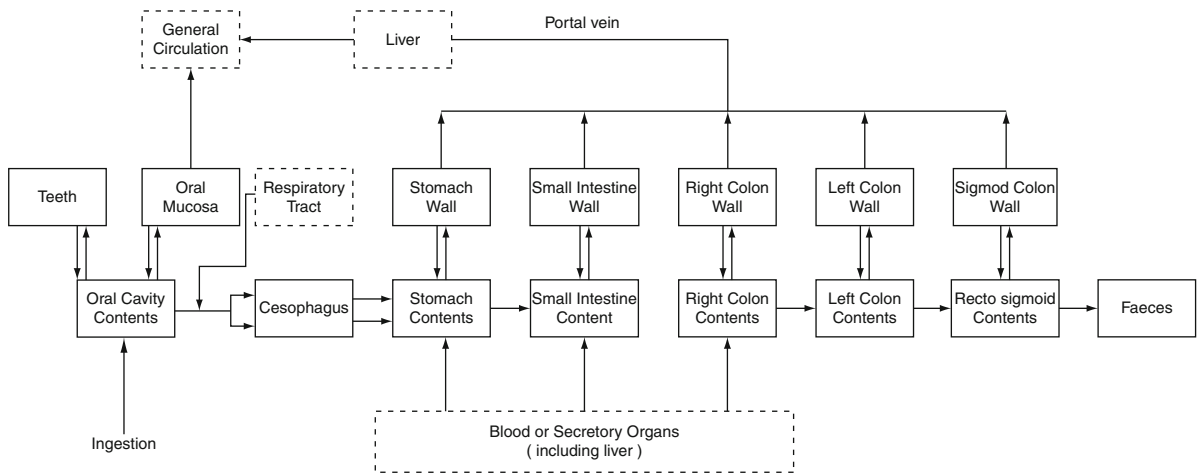 Portal vein
General
Circulation
Liver
Teeth
Oral
Mucosa
Respiratory
Tract
Stomach
Wall
Small Intestine
Wall
Right Colon
Wall
Left Colon
Wall
Sigmod Colon
Wall
Oral Cavity
Contents
Cesophagus
Stomach
Contents
Small Intestine
Content
Right Colon
Contents
Left Colon
Contents
Recto sigmoid
Contents
Faeces
Ingestion
Blood or Secretory Organs
( including liver )